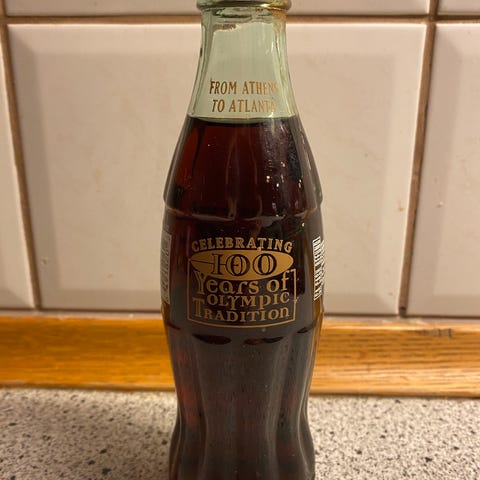 FROM ATHENS
TO ATLANTA
CELEBRATING
100
Years of
OLYMPIC
TRADITION